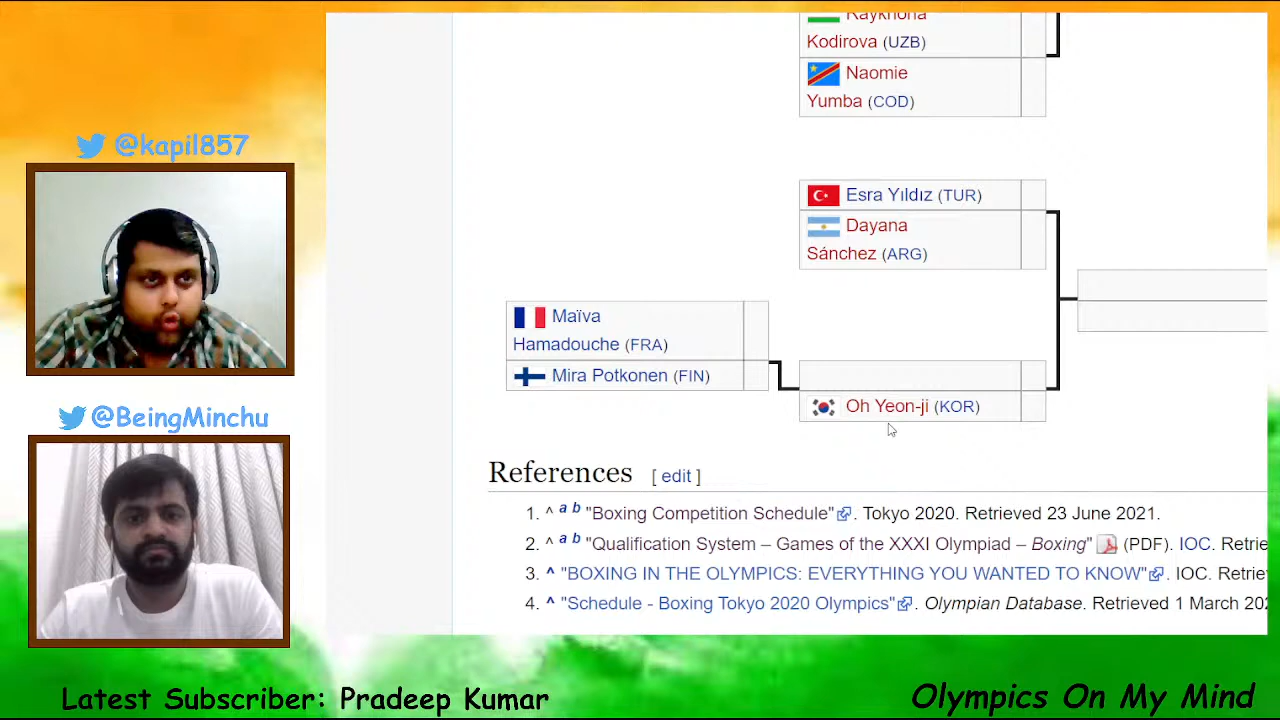 @kapil857
@BeingMinchu
Raykhona
Kodirova (UZB)
Naomie
Yumba (COD)
Esra Yıldız (TUR)
Dayana
Sánchez (ARG)
Maïva
Hamadouche (FRA)
Mira Potkonen (FIN)
Oh Yeon-ji (KOR)
References [ edit ]
1. ^ a b "Boxing Competition Schedule". Tokyo 2020. Retrieved 23 June 2021.
2. ^ a b "Qualification System – Games of the XXXI Olympiad – Boxing" (PDF). IOC. Retrie
3. ^ "BOXING IN THE OLYMPICS: EVERYTHING YOU WANTED TO KNOW". IOC. Retrie
4. ^ "Schedule - Boxing Tokyo 2020 Olympics". Olympian Database. Retrieved 1 March 202
Latest Subscriber: Pradeep Kumar
Olympics On My Mind